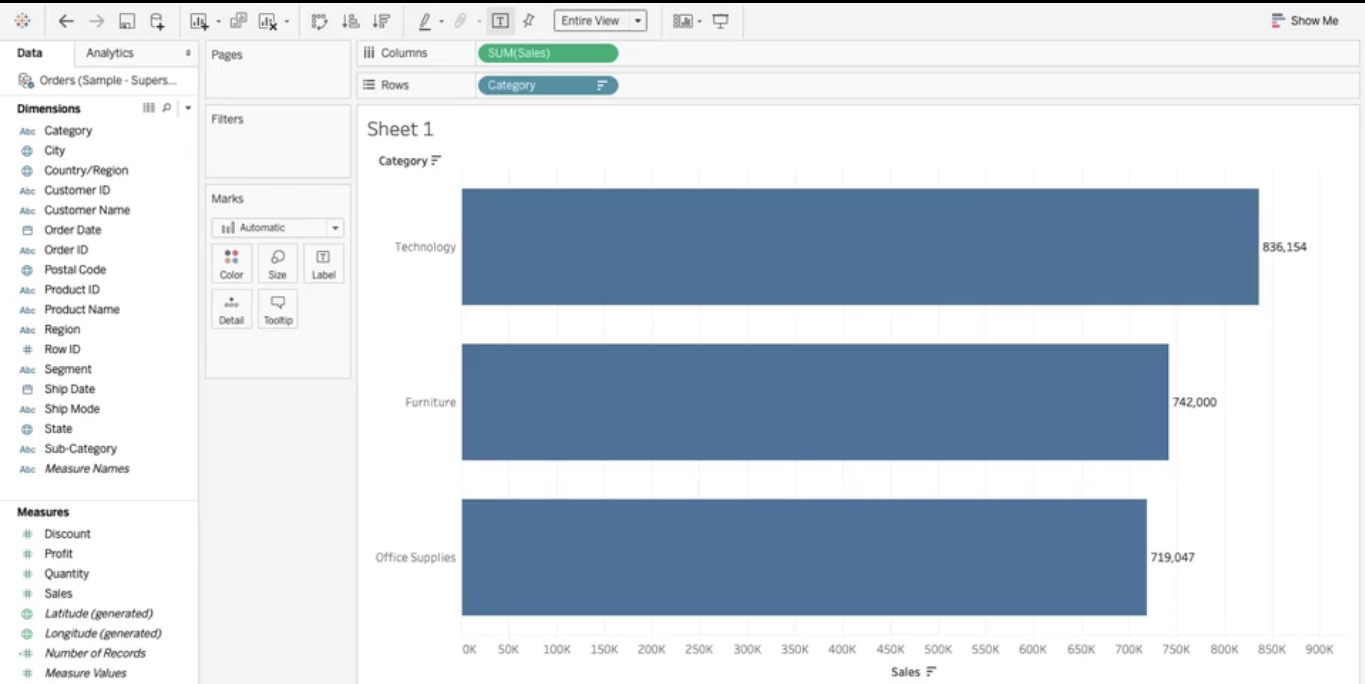 Entire View
Show Me
Data Analytics
Pages
Columns SUM(Sales)
Orders (Sample - Supers...
Rows Category
Dimensions
Filters
Abc Category
City
Country/Region
Abc Customer ID
Abc Customer Name
Order Date
Abc Order ID
Postal Code
Abc Product ID
Abc Product Name
Abc Region
# Row ID
Abc Segment
Ship Date
Abc Ship Mode
State
Abc Sub-Category
Abc Measure Names
Measures
# Discount
# Profit
# Quantity
# Sales
Latitude (generated)
Longitude (generated)
=# Number of Records
# Measure Values
Marks
Automatic
Color Size Label
Detail Tooltip
Sheet 1
Category
Technology 836,154
Furniture 742,000
Office Supplies 719,047
0K 50K 100K 150K 200K 250K 300K 350K 400K 450K 500K 550K 600K 650K 700K 750K 800K 850K 900K
Sales